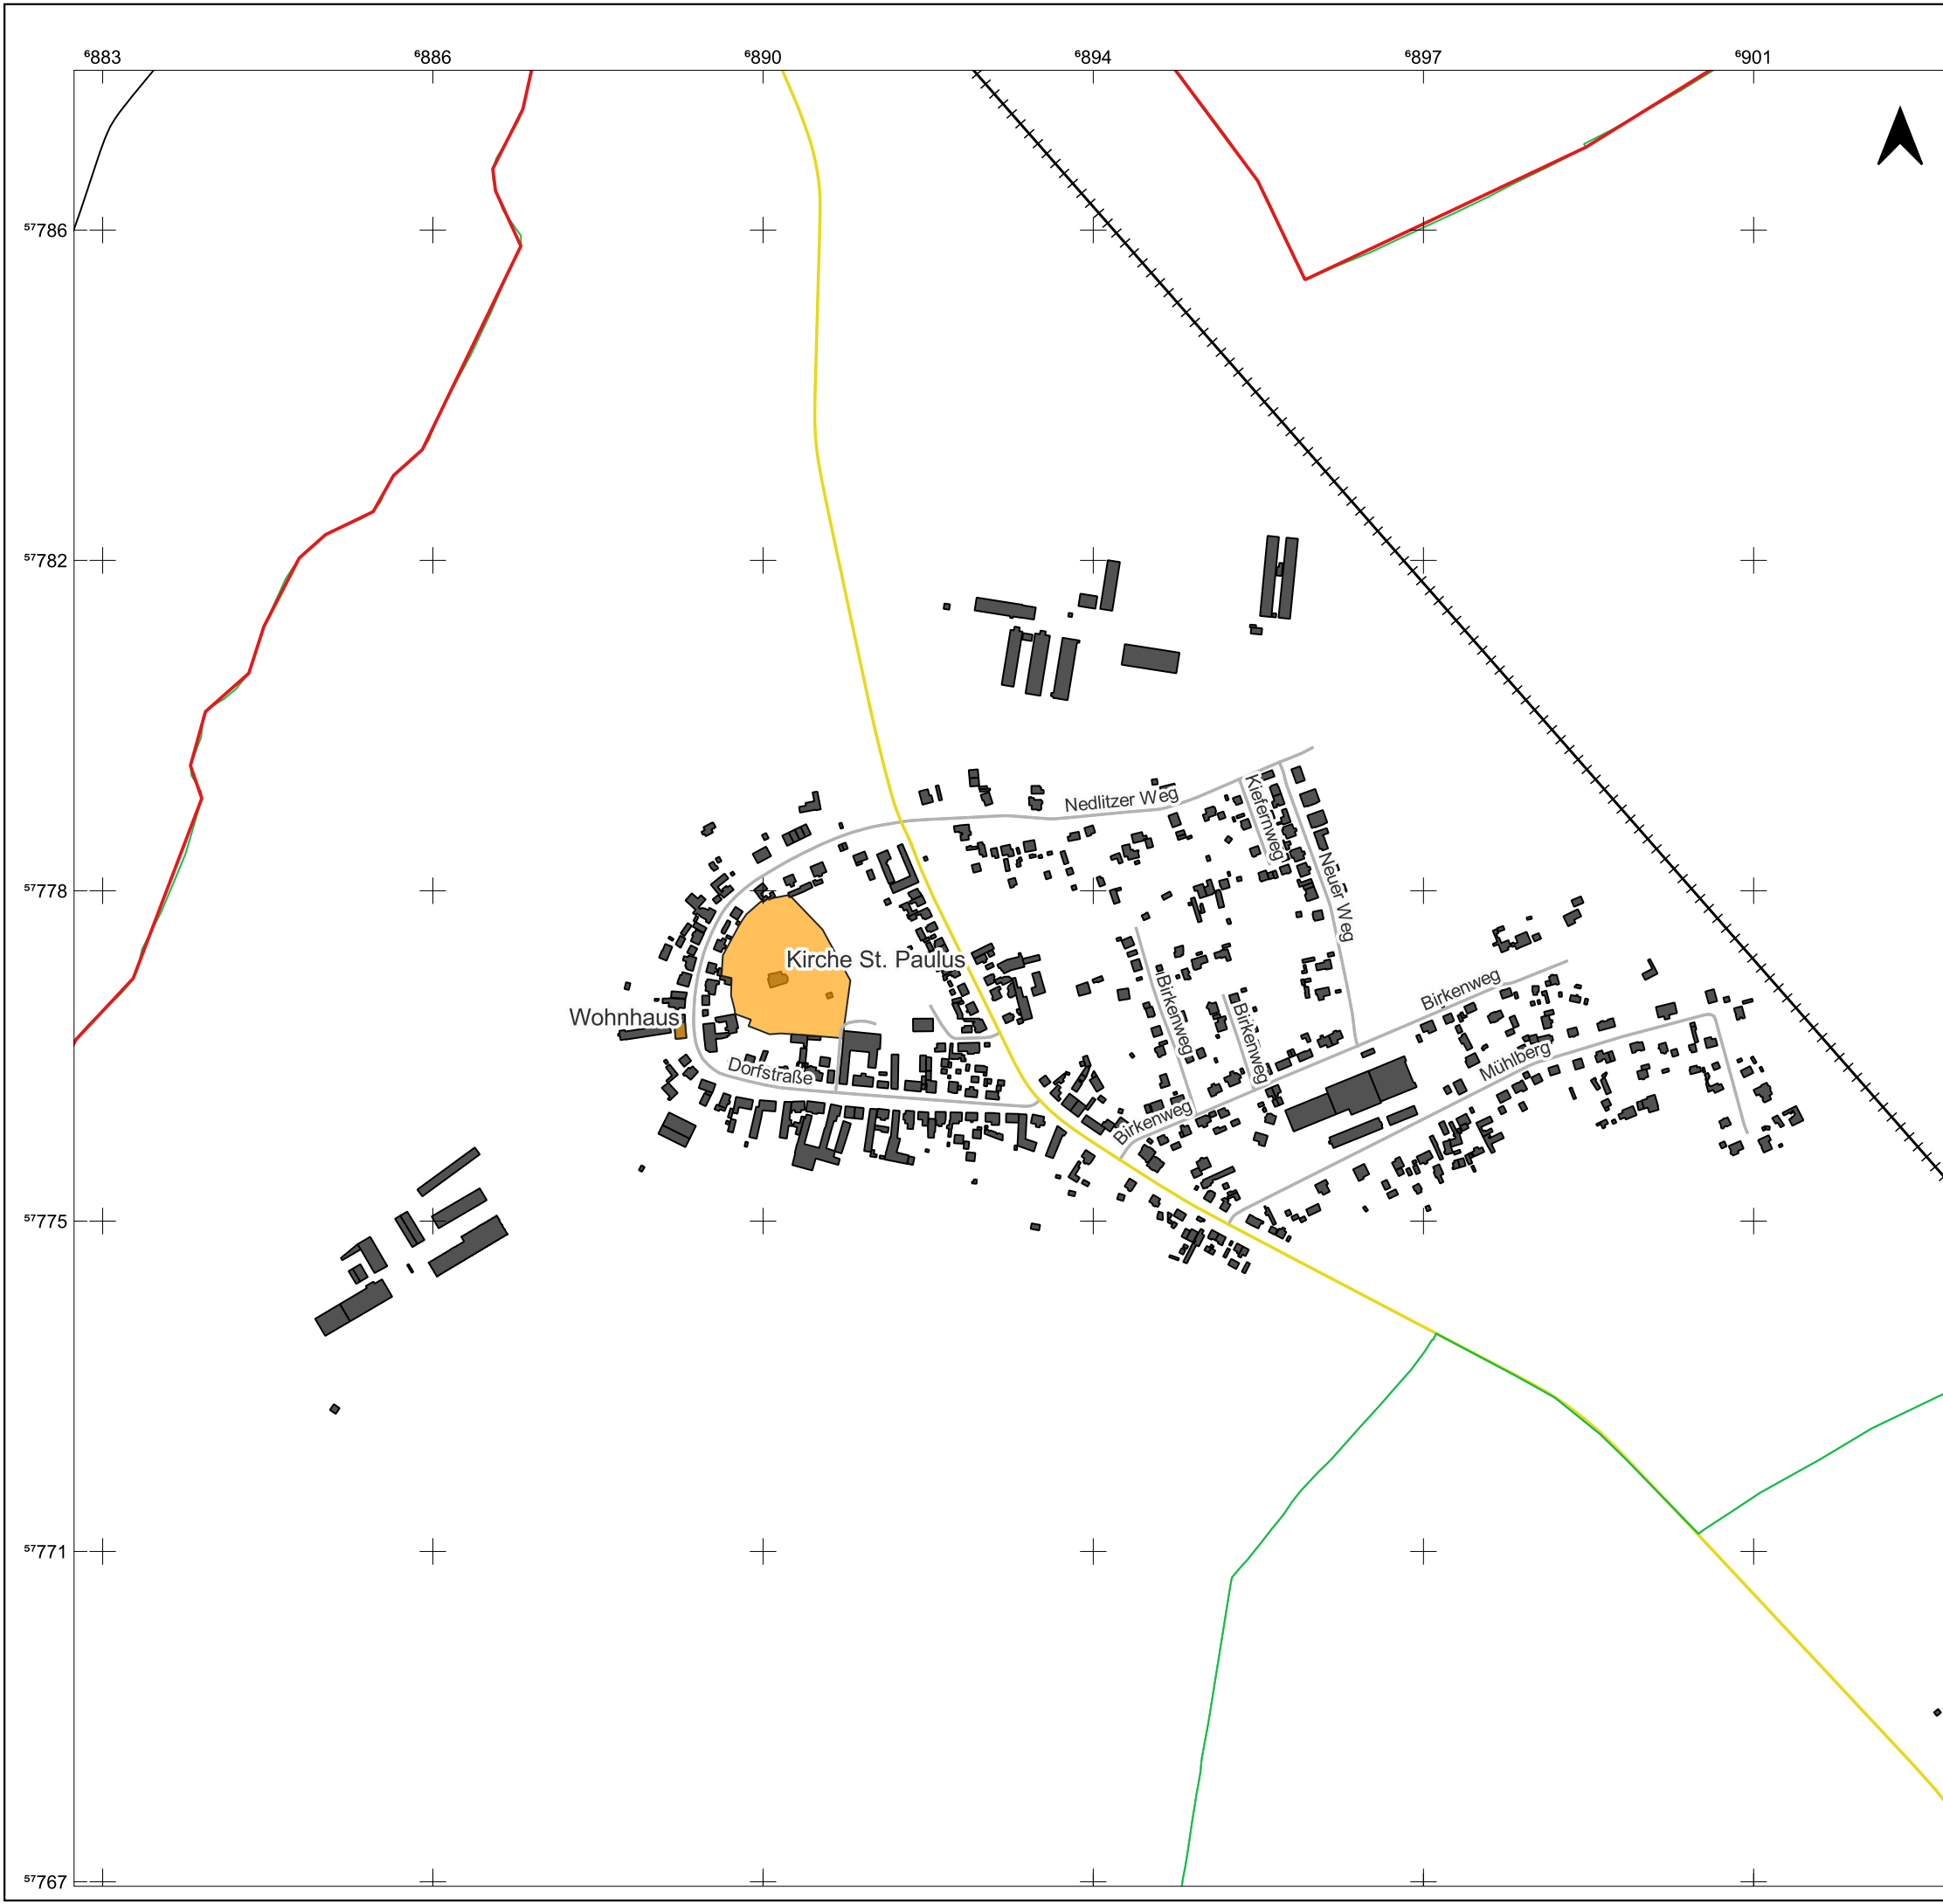 ⁶883 ⁶886 ⁶890 ⁶894 ⁶897 ⁶901
⁵⁷786
⁵⁷782
Nedlitzer Weg
Kiefernweg
Neuer Weg
⁵⁷778
Kirche St. Paulus
Birkenweg
Birkenweg
Birkenweg
Wohnhaus
Mühlberg
Dorfstraße
Birkenweg
⁵⁷775
⁵⁷771
⁵⁷767